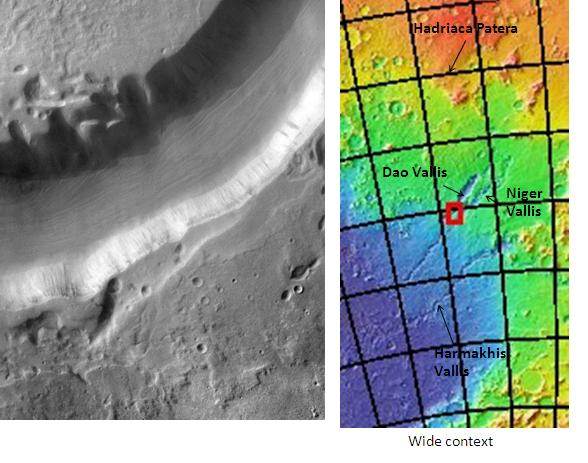 Hadriaca Patera
Dao Vallis
Niger
Vallis
Harmakhis
Vallis
Wide context